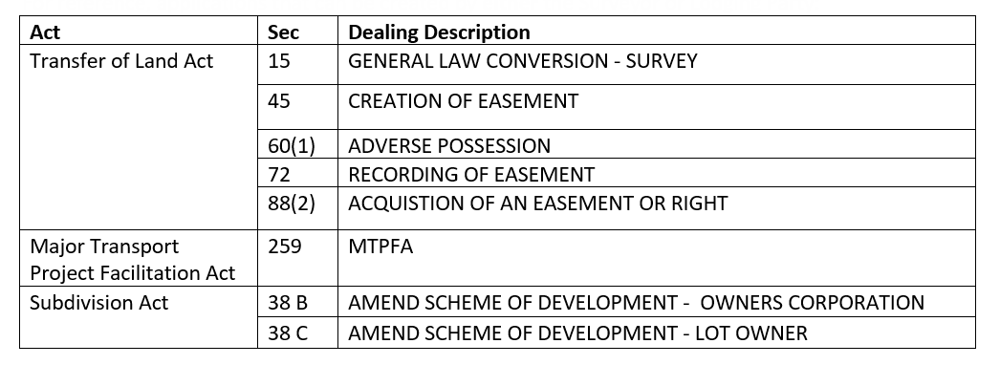 Act Sec Dealing Description
Transfer of Land Act 15 GENERAL LAW CONVERSION - SURVEY
45 CREATION OF EASEMENT
60(1) ADVERSE POSSESSION
72 RECORDING OF EASEMENT
88(2) ACQUISTION OF AN EASEMENT OR RIGHT
Major Transport 259 MTPFA
Project Facilitation Act
Subdivision Act 38 B AMEND SCHEME OF DEVELOPMENT -  OWNERS CORPORATION
38 C AMEND SCHEME OF DEVELOPMENT - LOT OWNER